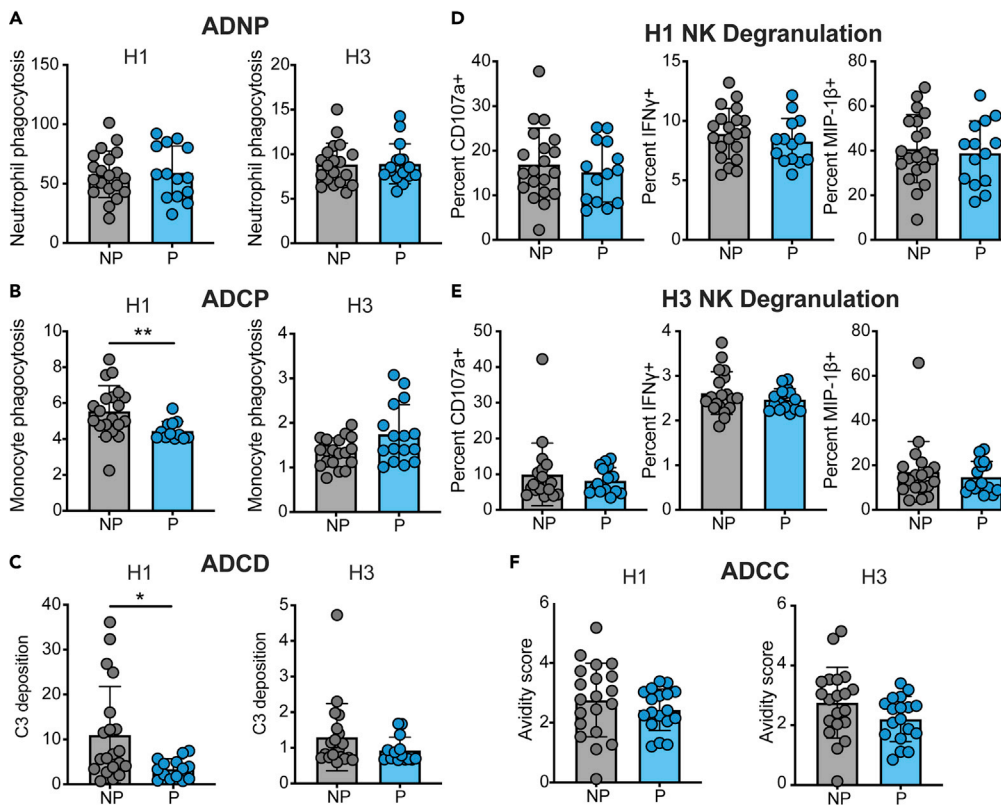 A
ADNP
H1
H3
Neutrophil phagocytosis
150
100
50
0
NP
P
Neutrophil phagocytosis
20
15
10
5
0
NP
P
B
ADCP
H1
H3
Monocyte phagocytosis
10
8
6
4
2
0
**
NP
P
Monocyte phagocytosis
4
3
2
1
0
NP
P
C
ADCD
H1
H3
C3 deposition
40
30
20
10
0
*
NP
P
C3 deposition
5
4
3
2
1
0
NP
P
D
H1 NK Degranulation
Percent CD107a+
40
30
20
10
0
NP
P
Percent IFNγ+
15
10
5
0
NP
P
Percent MIP-1β+
80
60
40
20
0
NP
P
E
H3 NK Degranulation
Percent CD107a+
50
40
30
20
10
0
NP
P
Percent IFNγ+
4
3
2
1
0
NP
P
Percent MIP-1β+
80
60
40
20
0
NP
P
F
ADCC
H1
H3
Avidity score
6
4
2
0
NP
P
Avidity score
6
4
2
0
NP
P